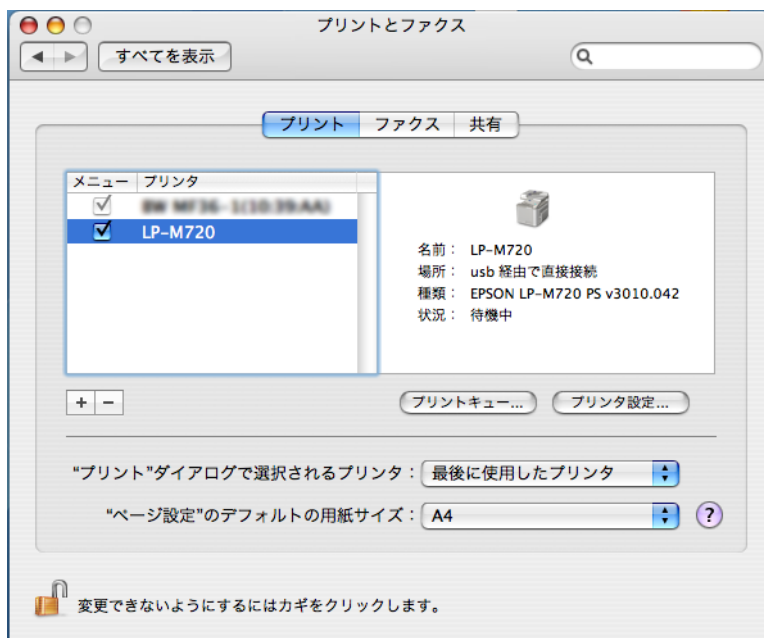 プリントとファクス
すべてを表示
プリント ファクス 共有
メニュー プリンタ
LP-M720
名前： LP-M720
場所： usb 経由で直接接続
種類： EPSON LP-M720 PS v3010.042
状況： 待機中
+ −
プリントキュー... プリンタ設定...
“プリント”ダイアログで選択されるプリンタ： 最後に使用したプリンタ
“ページ設定”のデフォルトの用紙サイズ： A4 ?
変更できないようにするにはカギをクリックします。